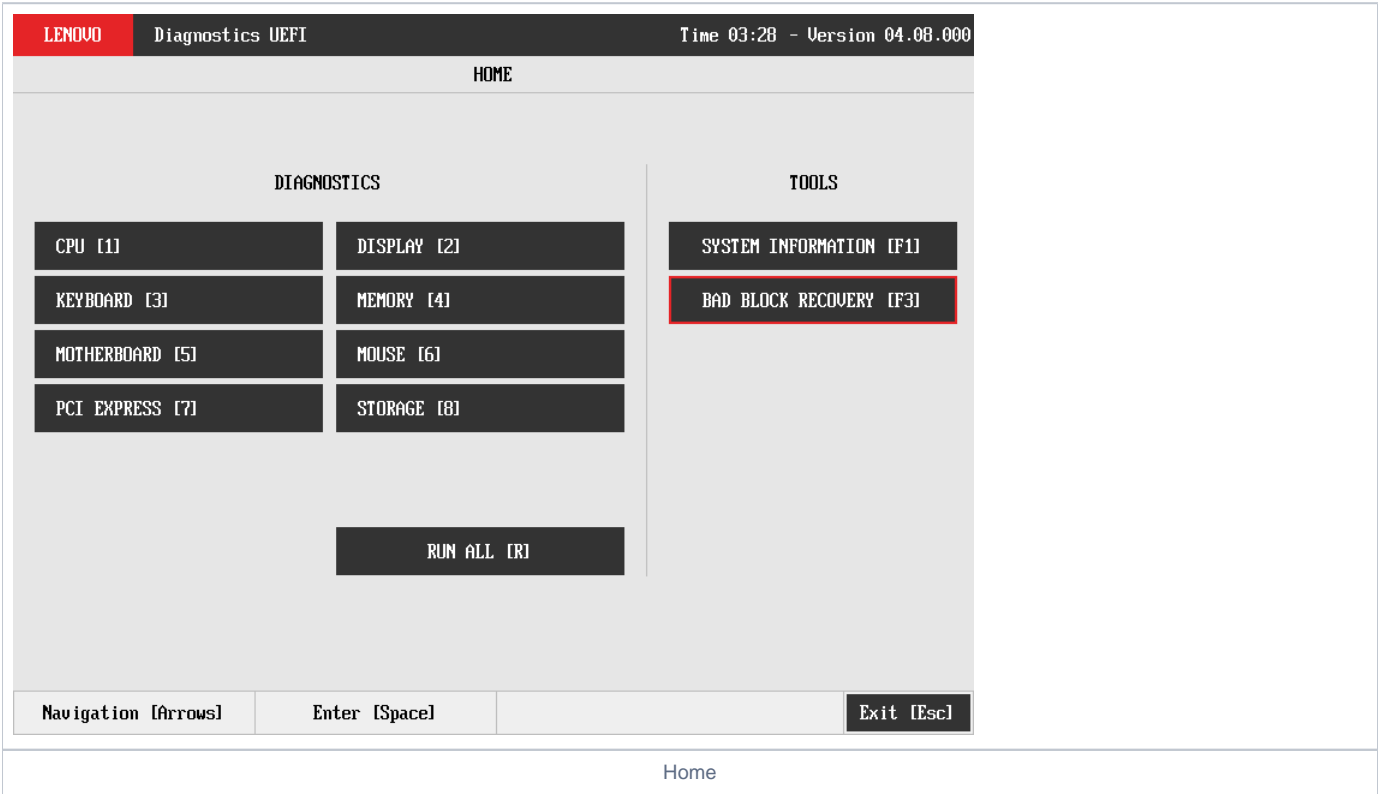 LENOVO Diagnostics UEFI Time 03:28 - Version 04.08.000
HOME
DIAGNOSTICS
CPU [1] DISPLAY [2]
KEYBOARD [3] MEMORY [4]
MOTHERBOARD [5] MOUSE [6]
PCI EXPRESS [7] STORAGE [8]
RUN ALL [R]
TOOLS
SYSTEM INFORMATION [F1]
BAD BLOCK RECOVERY [F3]
Navigation [Arrows] Enter [Space] Exit [Esc]
Home